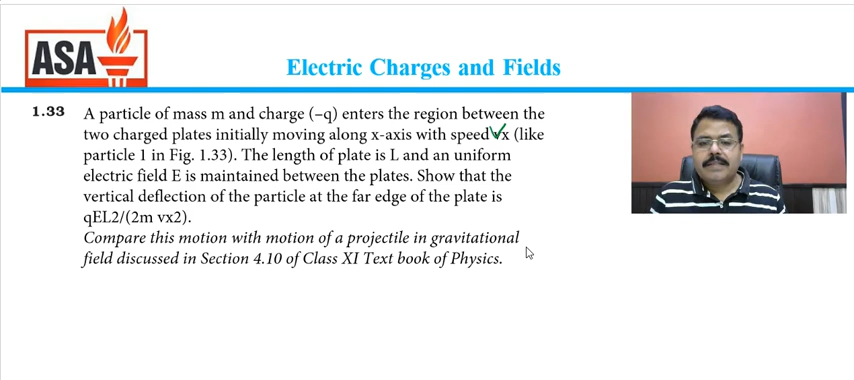 ASA
Electric Charges and Fields
1.33 A particle of mass m and charge (–q) enters the region between the
two charged plates initially moving along x-axis with speed vx (like
particle 1 in Fig. 1.33). The length of plate is L and an uniform
electric field E is maintained between the plates. Show that the
vertical deflection of the particle at the far edge of the plate is
qEL2/(2m vx2).
Compare this motion with motion of a projectile in gravitational
field discussed in Section 4.10 of Class XI Text book of Physics.